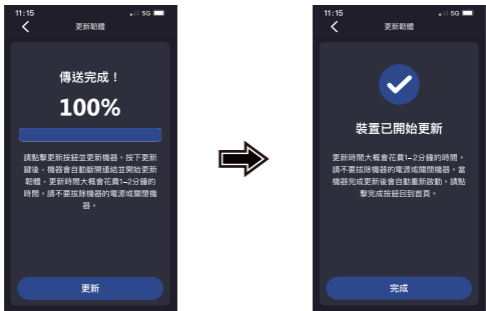 11:15
5G
更新韌體
傳送完成！
100%
請點擊更新按鈕並更新機器。按下更新
鍵後，機器會自動斷開連結並開始更新
韌體，更新時間大概會花費1-2分鐘的
時間。請不要拔除機器的電源或關閉機
器。
更新
11:15
5G
更新韌體
裝置已開始更新
更新時間大概會花費1-2分鐘的時間，
請不要拔除機器的電源或關閉機器。當
機器完成更新後會自動重新啟動。請點
擊完成按鈕回到首頁。
完成